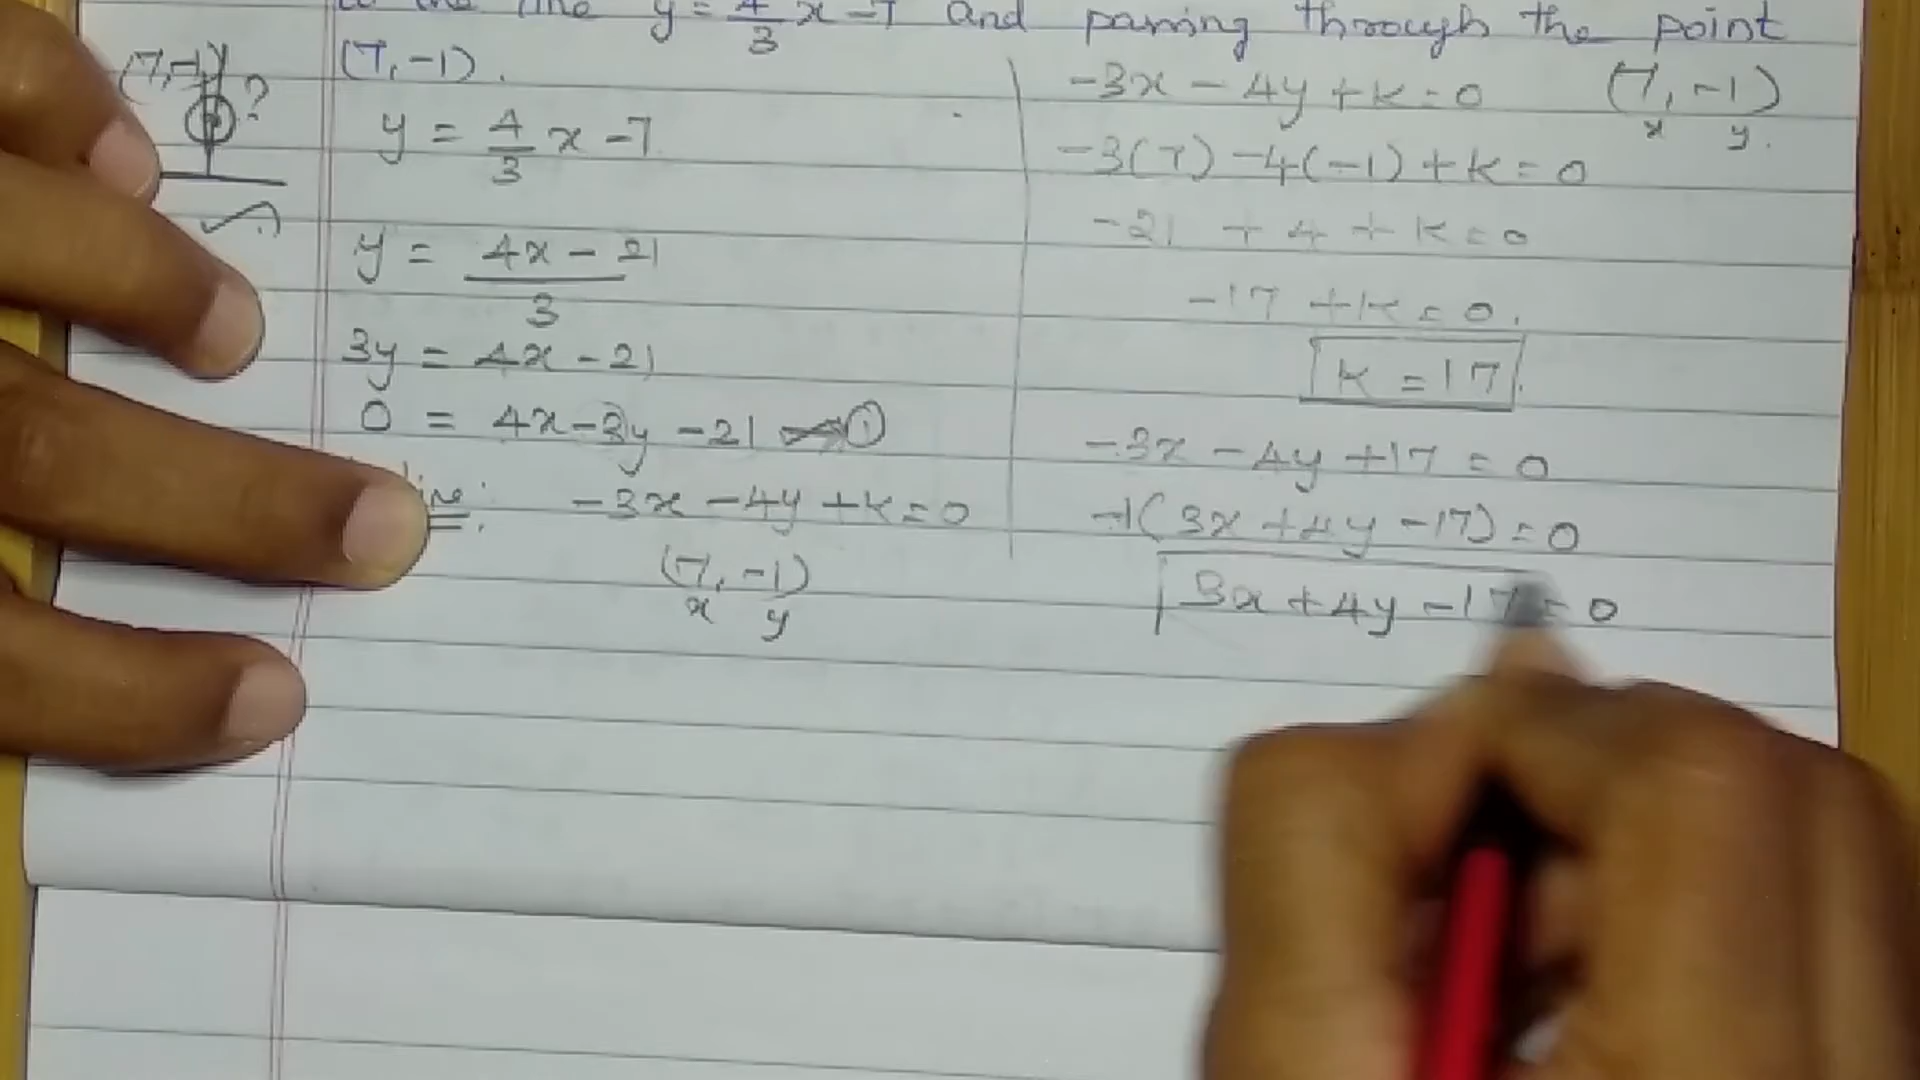 line y = 4/3 x - 7 and passing through the point
(7, -1).
(7,-1)
?
y = 4/3 x - 7
y = 4x - 21 / 3
3y = 4x - 21
0 = 4x - 3y - 21 ①
-3x - 4y + k = 0
(7, -1)
x y
-3x - 4y + k = 0 (7, -1)
x y.
-3(7) - 4(-1) + k = 0
-21 + 4 + k = 0
-17 + k = 0.
k = 17
-3x - 4y + 17 = 0
-1(3x + 4y - 17) = 0
3x + 4y - 17 = 0